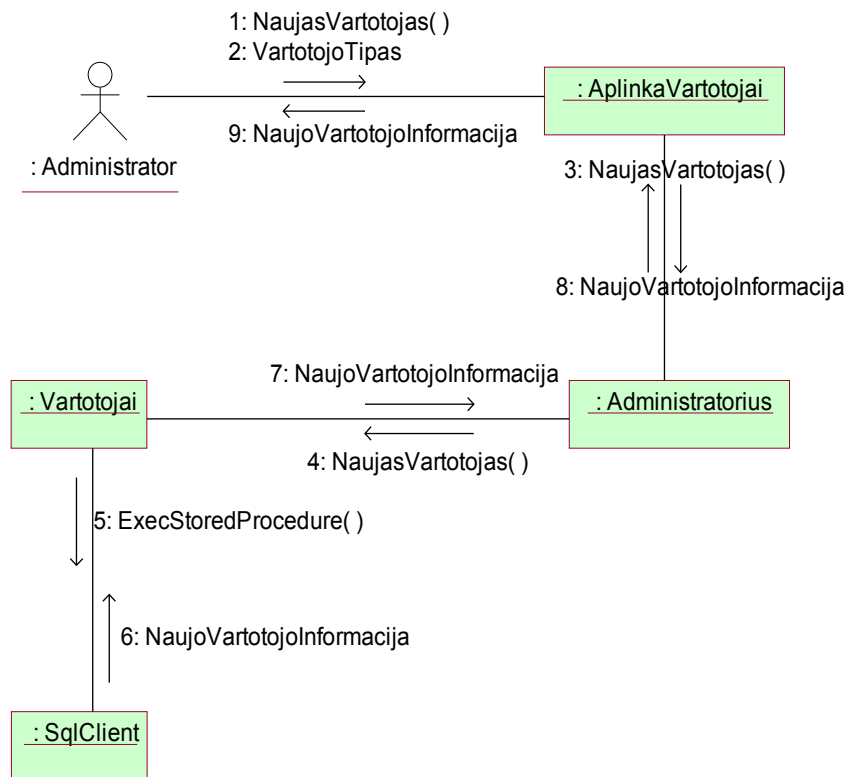 1: NaujasVartotojas( )
2: VartotojoTipas
: AplinkaVartotojai
9: NaujoVartotojoInformacija
: Administrator
3: NaujasVartotojas( )
8: NaujoVartotojoInformacija
7: NaujoVartotojoInformacija
: Vartotojai
: Administratorius
4: NaujasVartotojas( )
5: ExecStoredProcedure( )
6: NaujoVartotojoInformacija
: SqlClient